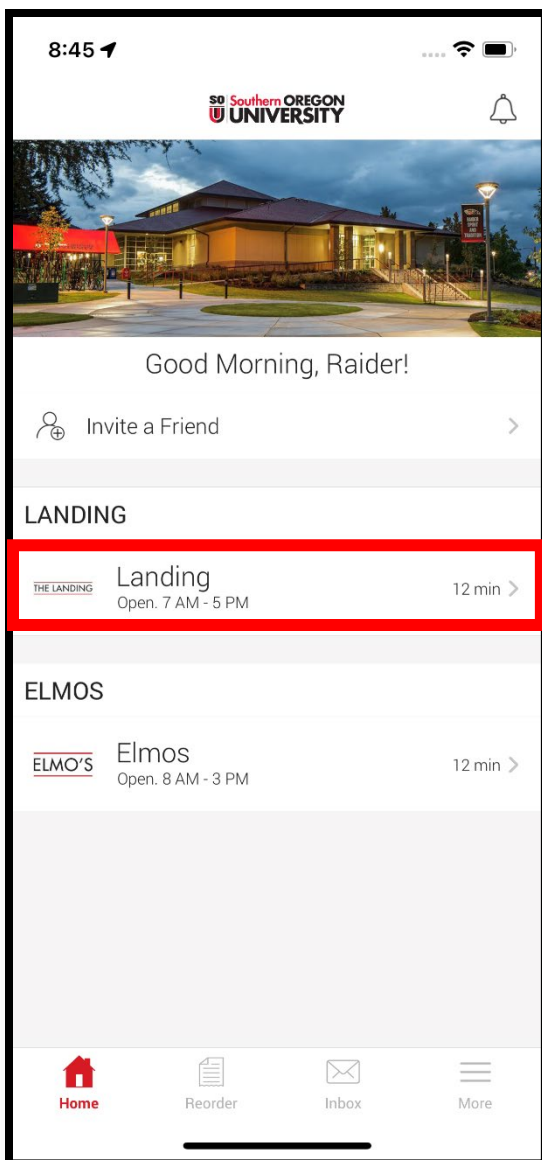 8:45
SO Southern OREGON
U UNIVERSITY
Good Morning, Raider!
Invite a Friend
LANDING
THE LANDING
Landing
Open. 7 AM - 5 PM
12 min
ELMOS
ELMO'S
Elmos
Open. 8 AM - 3 PM
12 min
Home
Reorder
Inbox
More